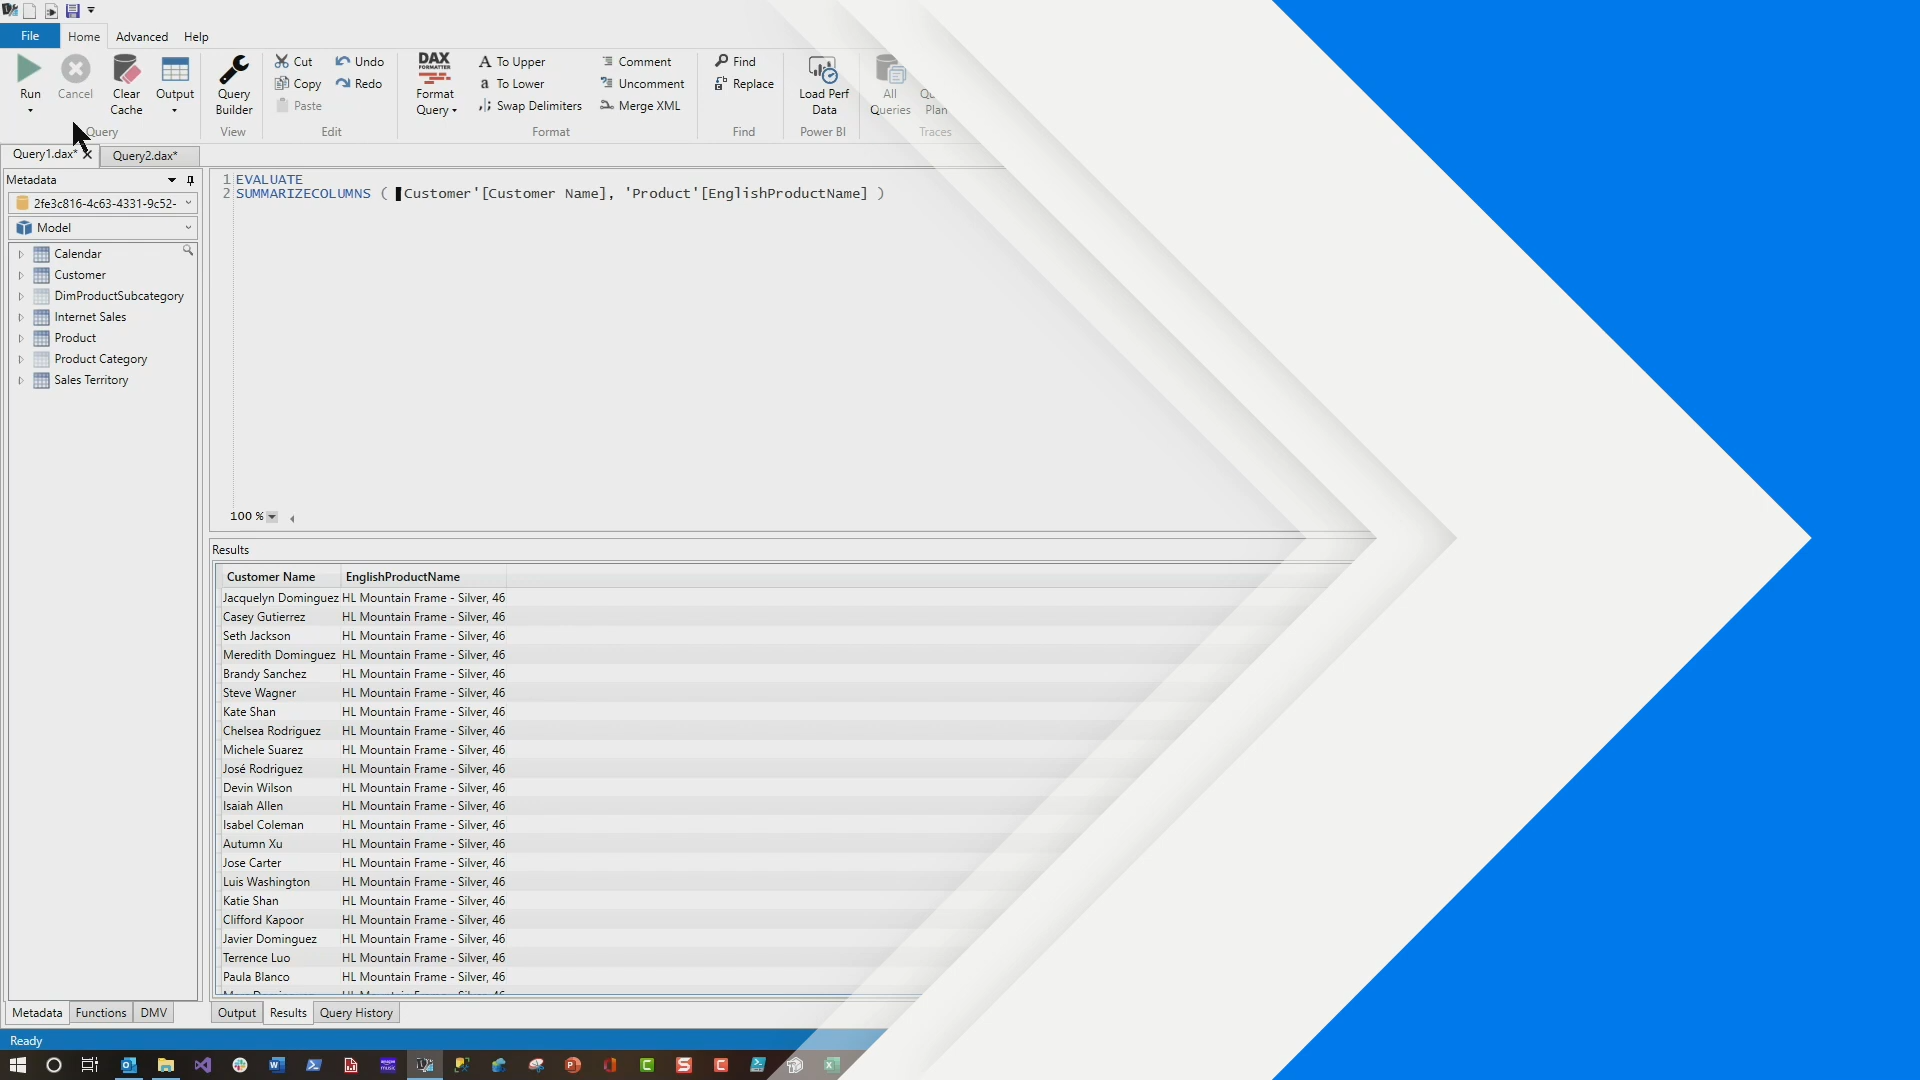 File Home Advanced Help
Run Cancel Clear Cache Output Query
Query Builder View
Cut Copy Paste Undo Redo Edit
DAX FORMATTER Format Query To Upper To Lower Swap Delimiters Comment Uncomment Merge XML Format
Find Replace Find
Load Perf Data Power BI
All Queries Plan Traces
Query1.dax* Query2.dax*
Metadata
2fe3c816-4c63-4331-9c52-
Model
Calendar
Customer
DimProductSubcategory
Internet Sales
Product
Product Category
Sales Territory
1 EVALUATE
2 SUMMARIZECOLUMNS ( Customer'[Customer Name], 'Product'[EnglishProductName] )
100 %
Results
Customer Name EnglishProductName
Jacquelyn Dominguez HL Mountain Frame - Silver, 46
Casey Gutierrez HL Mountain Frame - Silver, 46
Seth Jackson HL Mountain Frame - Silver, 46
Meredith Dominguez HL Mountain Frame - Silver, 46
Brandy Sanchez HL Mountain Frame - Silver, 46
Steve Wagner HL Mountain Frame - Silver, 46
Kate Shan HL Mountain Frame - Silver, 46
Chelsea Rodriguez HL Mountain Frame - Silver, 46
Michele Suarez HL Mountain Frame - Silver, 46
José Rodriguez HL Mountain Frame - Silver, 46
Devin Wilson HL Mountain Frame - Silver, 46
Isaiah Allen HL Mountain Frame - Silver, 46
Isabel Coleman HL Mountain Frame - Silver, 46
Autumn Xu HL Mountain Frame - Silver, 46
Jose Carter HL Mountain Frame - Silver, 46
Luis Washington HL Mountain Frame - Silver, 46
Katie Shan HL Mountain Frame - Silver, 46
Clifford Kapoor HL Mountain Frame - Silver, 46
Javier Dominguez HL Mountain Frame - Silver, 46
Terrence Luo HL Mountain Frame - Silver, 46
Paula Blanco HL Mountain Frame - Silver, 46
Metadata Functions DMV Output Results Query History
Ready